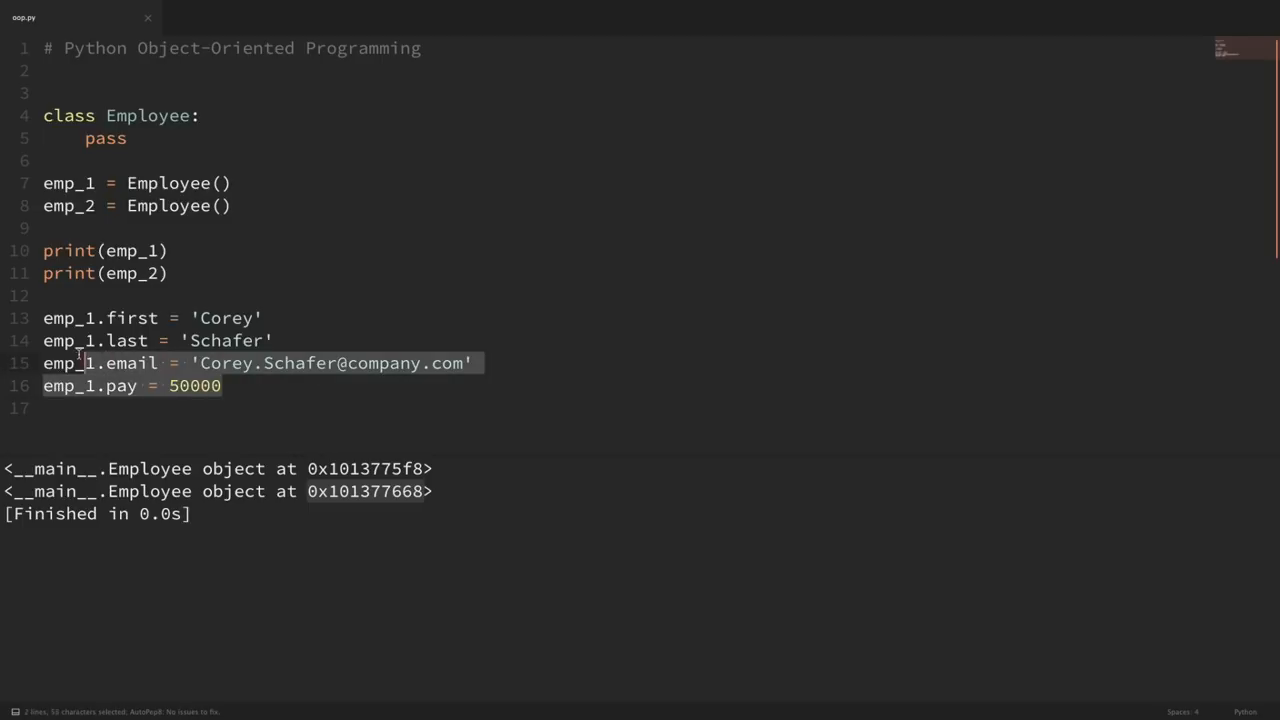 oop.py ×
1 # Python Object-Oriented Programming
2
3
4 class Employee:
5     pass
6
7 emp_1 = Employee()
8 emp_2 = Employee()
9
10 print(emp_1)
11 print(emp_2)
12
13 emp_1.first = 'Corey'
14 emp_1.last = 'Schafer'
15 emp_1.email = 'Corey.Schafer@company.com'
16 emp_1.pay = 50000
17
<__main__.Employee object at 0x1013775f8>
<__main__.Employee object at 0x101377668>
[Finished in 0.0s]
2 lines, 53 characters selected; AutoPep8: No issues to fix. Spaces: 4 Python